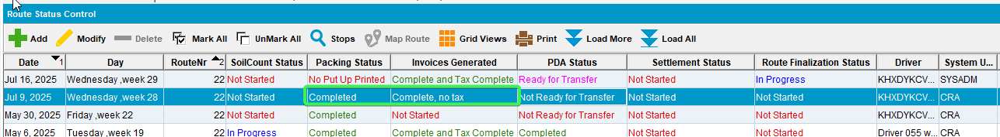 Route Status Control
Add Modify Delete Mark All UnMark All Stops Map Route Grid Views Print Load More Load All
Date 1 Day RouteNr 2 SoilCount Status Packing Status Invoices Generated PDA Status Settlement Status Route Finalization Status Driver System U...
Jul 16, 2025 Wednesday ,week 29 22 Not Started No Put Up Printed Complete and Tax Complete Ready for Transfer Not Started In Progress KHXDYKCV... SYSADM
Jul 9, 2025 Wednesday ,week 28 22 Not Started Completed Complete, no tax Not Ready for Transfer Not Started Not Started KHXDYKCV... CRA
May 30, 2025 Friday ,week 22 22 Not Started Completed Not Started Not Ready for Transfer Not Started Not Started KHXDYKCV... CRA
May 6, 2025 Tuesday ,week 19 22 In Progress Completed Complete and Tax Complete Completed Not Started Not Started Driver 055 w... CRA